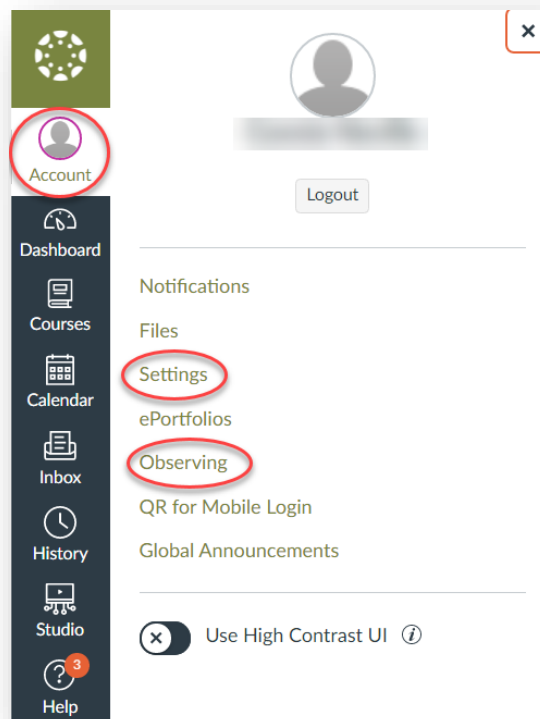 Account
Dashboard
Courses
Calendar
Inbox
History
Studio
3
Help
Logout
Notifications
Files
Settings
ePortfolios
Observing
QR for Mobile Login
Global Announcements
Use High Contrast UI i